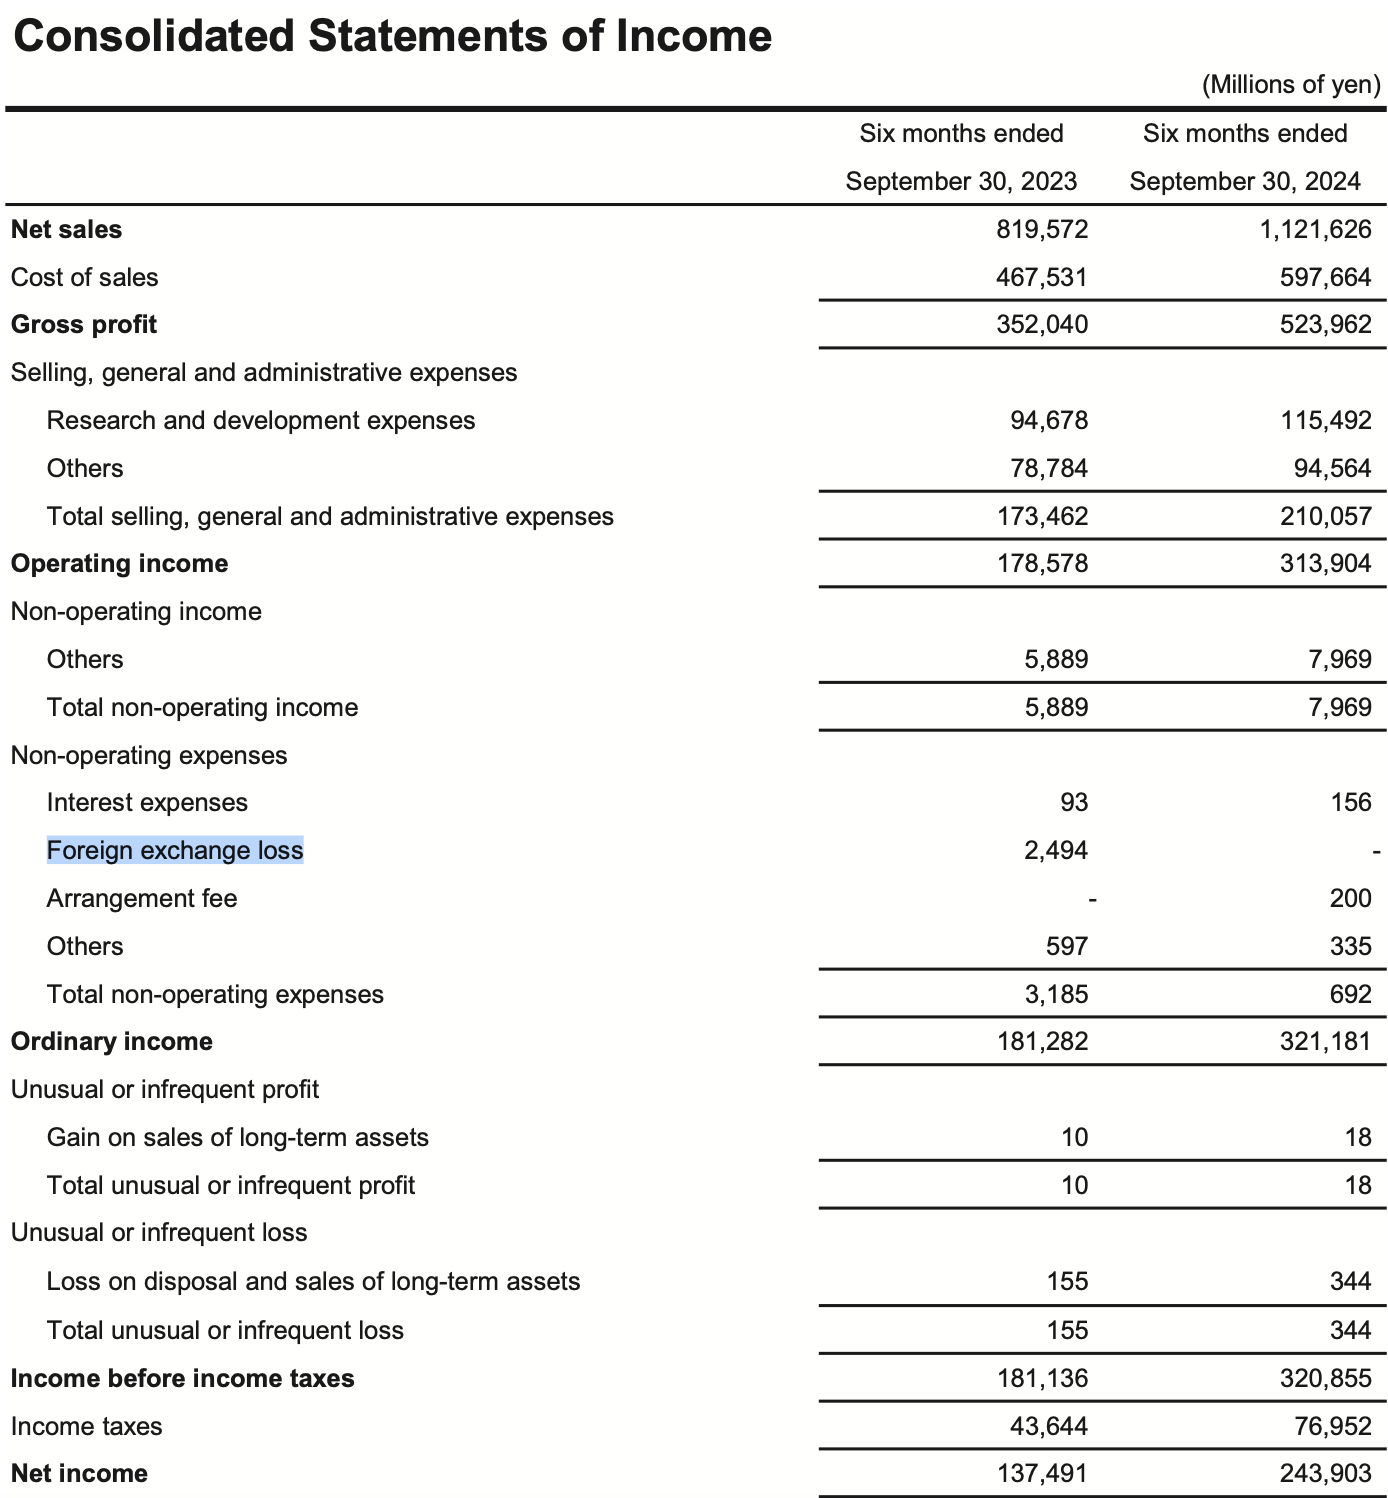 Consolidated Statements of Income
(Millions of yen)
Six months ended Six months ended
September 30, 2023 September 30, 2024
Net sales 819,572 1,121,626
Cost of sales 467,531 597,664
Gross profit 352,040 523,962
Selling, general and administrative expenses
Research and development expenses 94,678 115,492
Others 78,784 94,564
Total selling, general and administrative expenses 173,462 210,057
Operating income 178,578 313,904
Non-operating income
Others 5,889 7,969
Total non-operating income 5,889 7,969
Non-operating expenses
Interest expenses 93 156
Foreign exchange loss 2,494 -
Arrangement fee - 200
Others 597 335
Total non-operating expenses 3,185 692
Ordinary income 181,282 321,181
Unusual or infrequent profit
Gain on sales of long-term assets 10 18
Total unusual or infrequent profit 10 18
Unusual or infrequent loss
Loss on disposal and sales of long-term assets 155 344
Total unusual or infrequent loss 155 344
Income before income taxes 181,136 320,855
Income taxes 43,644 76,952
Net income 137,491 243,903